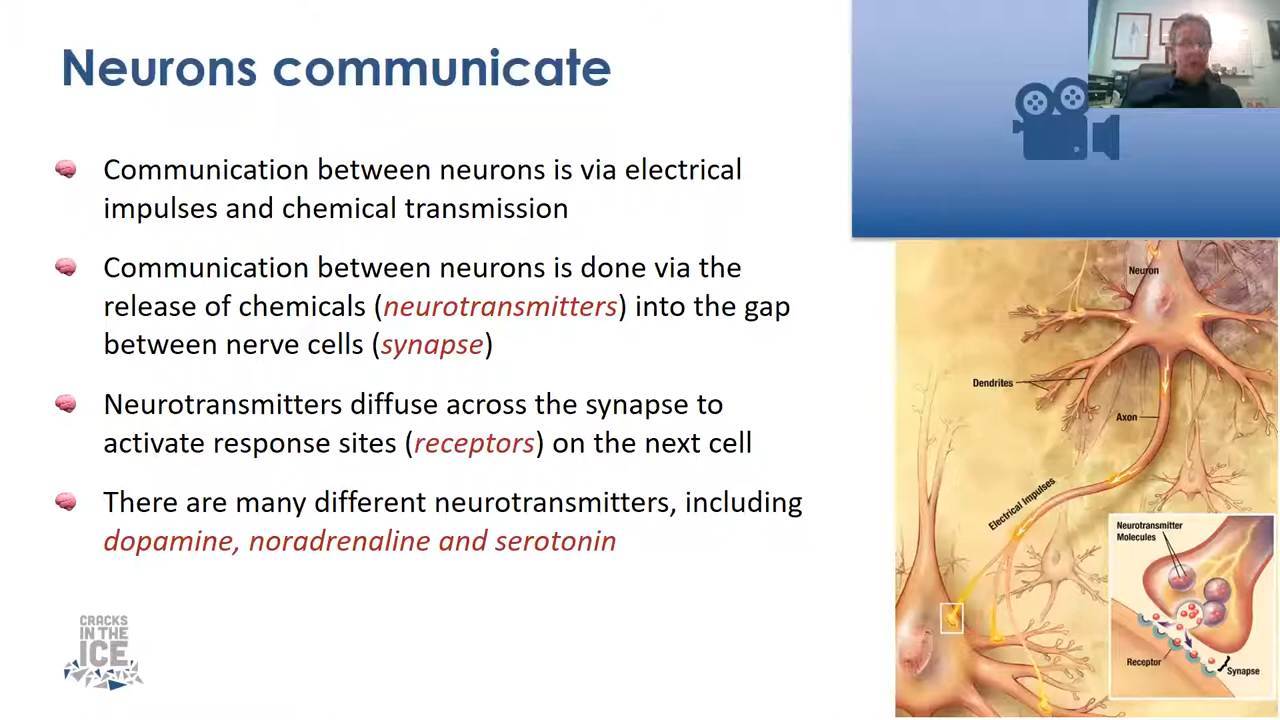 Neurons communicate
Communication between neurons is via electrical
impulses and chemical transmission
Communication between neurons is done via the
release of chemicals (neurotransmitters) into the gap
between nerve cells (synapse)
Neurotransmitters diffuse across the synapse to
activate response sites (receptors) on the next cell
There are many different neurotransmitters, including
dopamine, noradrenaline and serotonin
CRACKS
IN THE
ICE
Neuron
Dendrites
Axon
Electrical Impulses
Neurotransmitter
Molecules
Receptor
Synapse